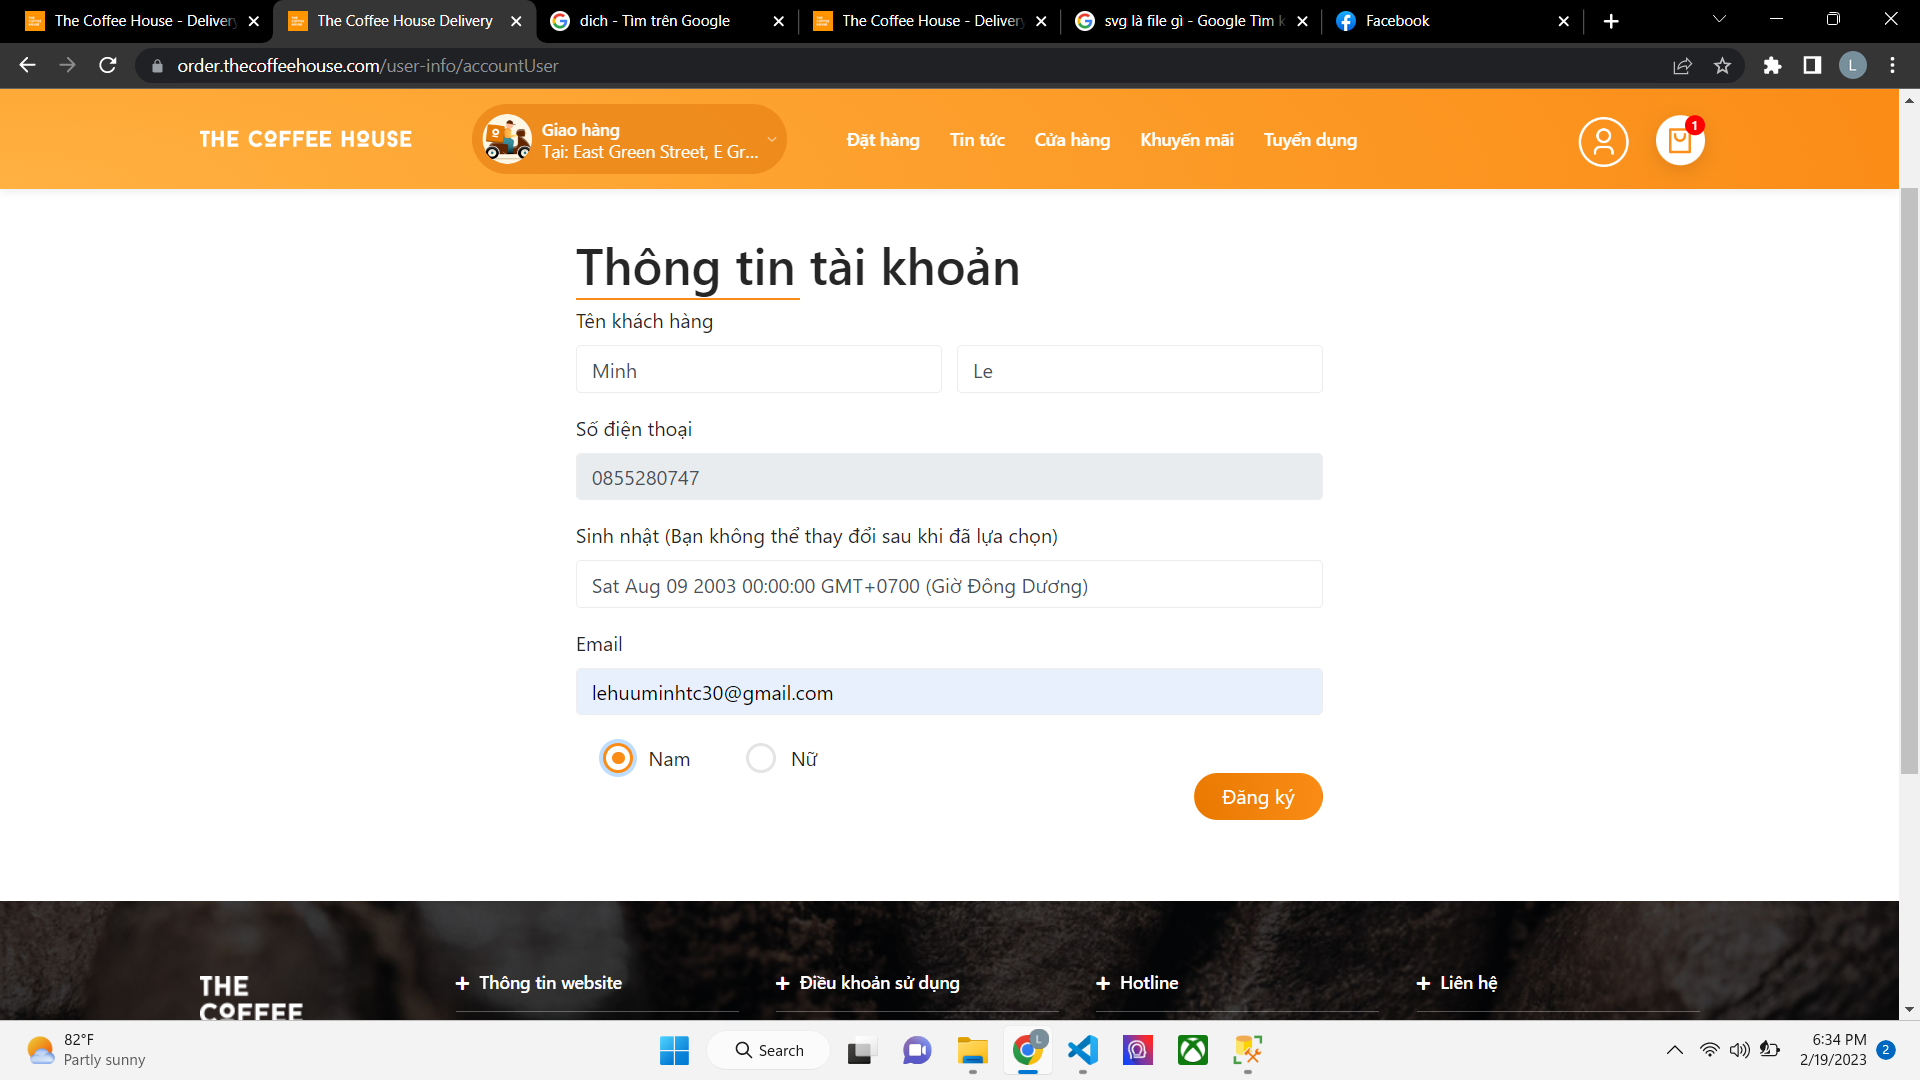 The Coffee House - Delivery
The Coffee House Delivery
dich - Tìm trên Google
The Coffee House - Delivery
svg là file gì - Google Tìm k
Facebook
order.thecoffeehouse.com/user-info/accountUser
L
THE COFFEE HOUSE
Giao hàng
Tại: East Green Street, E Gr...
Đặt hàng
Tin tức
Cửa hàng
Khuyến mãi
Tuyển dụng
1
Thông tin tài khoản
Tên khách hàng
Minh
Le
Số điện thoại
0855280747
Sinh nhật (Bạn không thể thay đổi sau khi đã lựa chọn)
Sat Aug 09 2003 00:00:00 GMT+0700 (Giờ Đông Dương)
Email
lehuuminhtc30@gmail.com
Nam
Nữ
Đăng ký
THE
COFFEE
+ Thông tin website
+ Điều khoản sử dụng
+ Hotline
+ Liên hệ
82°F
Partly sunny
Search
L
6:34 PM
2/19/2023
2